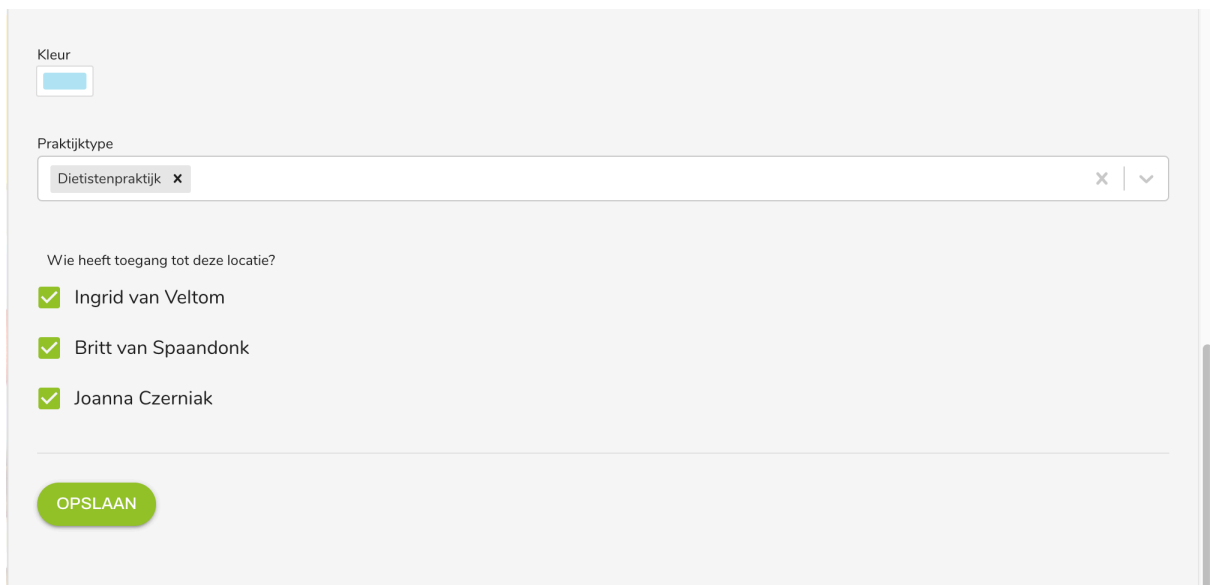 Kleur
Praktijktype
Dietistenpraktijk
Wie heeft toegang tot deze locatie?
Ingrid van Veltom
Britt van Spaandonk
Joanna Czerniak
OPSLAAN